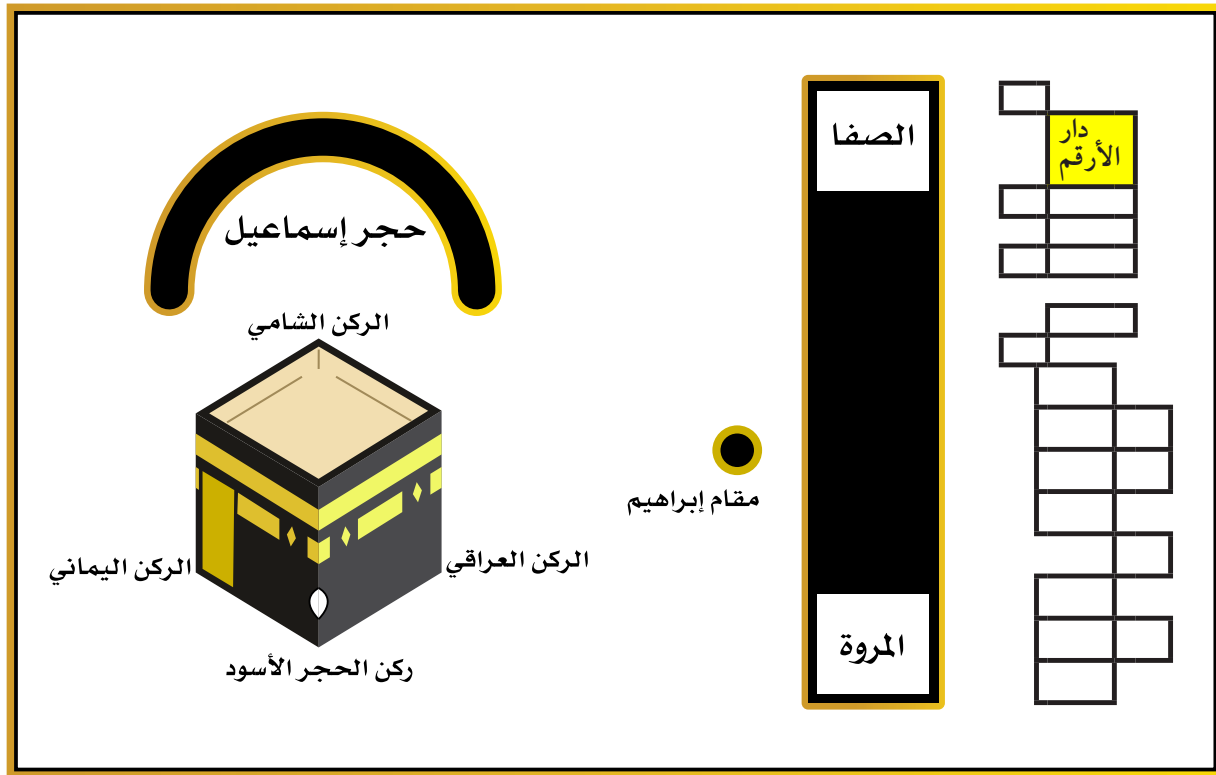 الصفا
دار
الأرقم
حجر إسماعيل
الركن الشامي
مقام إبراهيم
الركن العراقي
الركن اليماني
المروة
ركن الحجر الأسود